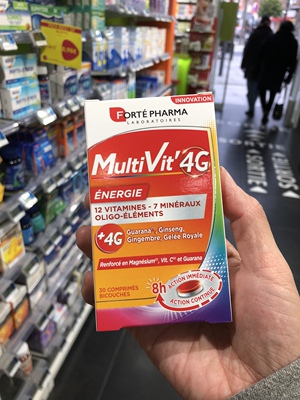 INNOVATION
FORTÉ PHARMA
LABORATOIRES
MultiVit'4G
ÉNERGIE
12 VITAMINES - 7 MINÉRAUX
OLIGO-ÉLÉMENTS
+4G
Guarana, Ginseng,
Gingembre, Gelée Royale
Renforcé en Magnésium, Vit. C et Guarana
30 COMPRIMÉS
BICOUCHES
8h
ACTION IMMÉDIATE
ACTION CONTINUE